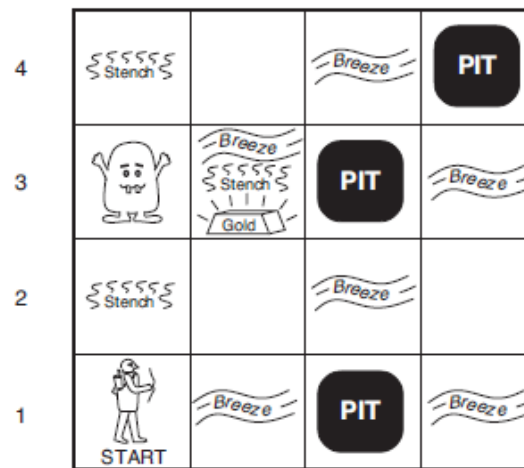 4
Stench
Breeze
PIT
3
Breeze
Stench
Gold
PIT
Breeze
2
Stench
Breeze
1
START
Breeze
PIT
Breeze